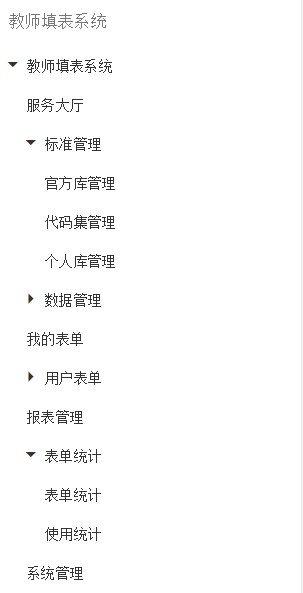 教师填表系统
教师填表系统
服务大厅
标准管理
官方库管理
代码集管理
个人库管理
数据管理
我的表单
用户表单
报表管理
表单统计
表单统计
使用统计
系统管理